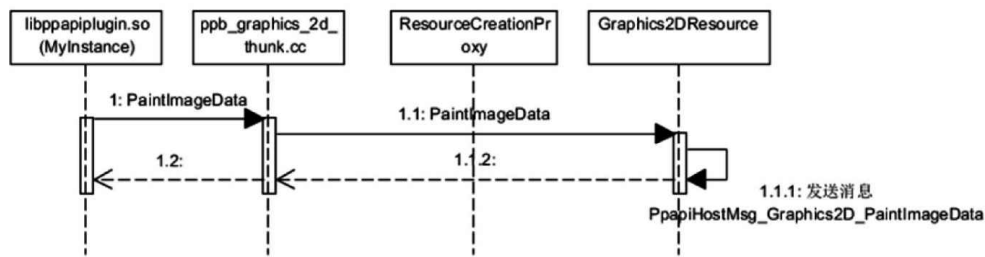 libppapiplugin.so
(MyInstance)
ppb_graphics_2d_
thunk.cc
ResourceCreationPr
oxy
Graphics2DResource
1: PaintImageData
1.1: PaintImageData
1.2:
1.1.2:
1.1.1: 发送消息
PpapiHostMsg_Graphics2D_PaintImageData